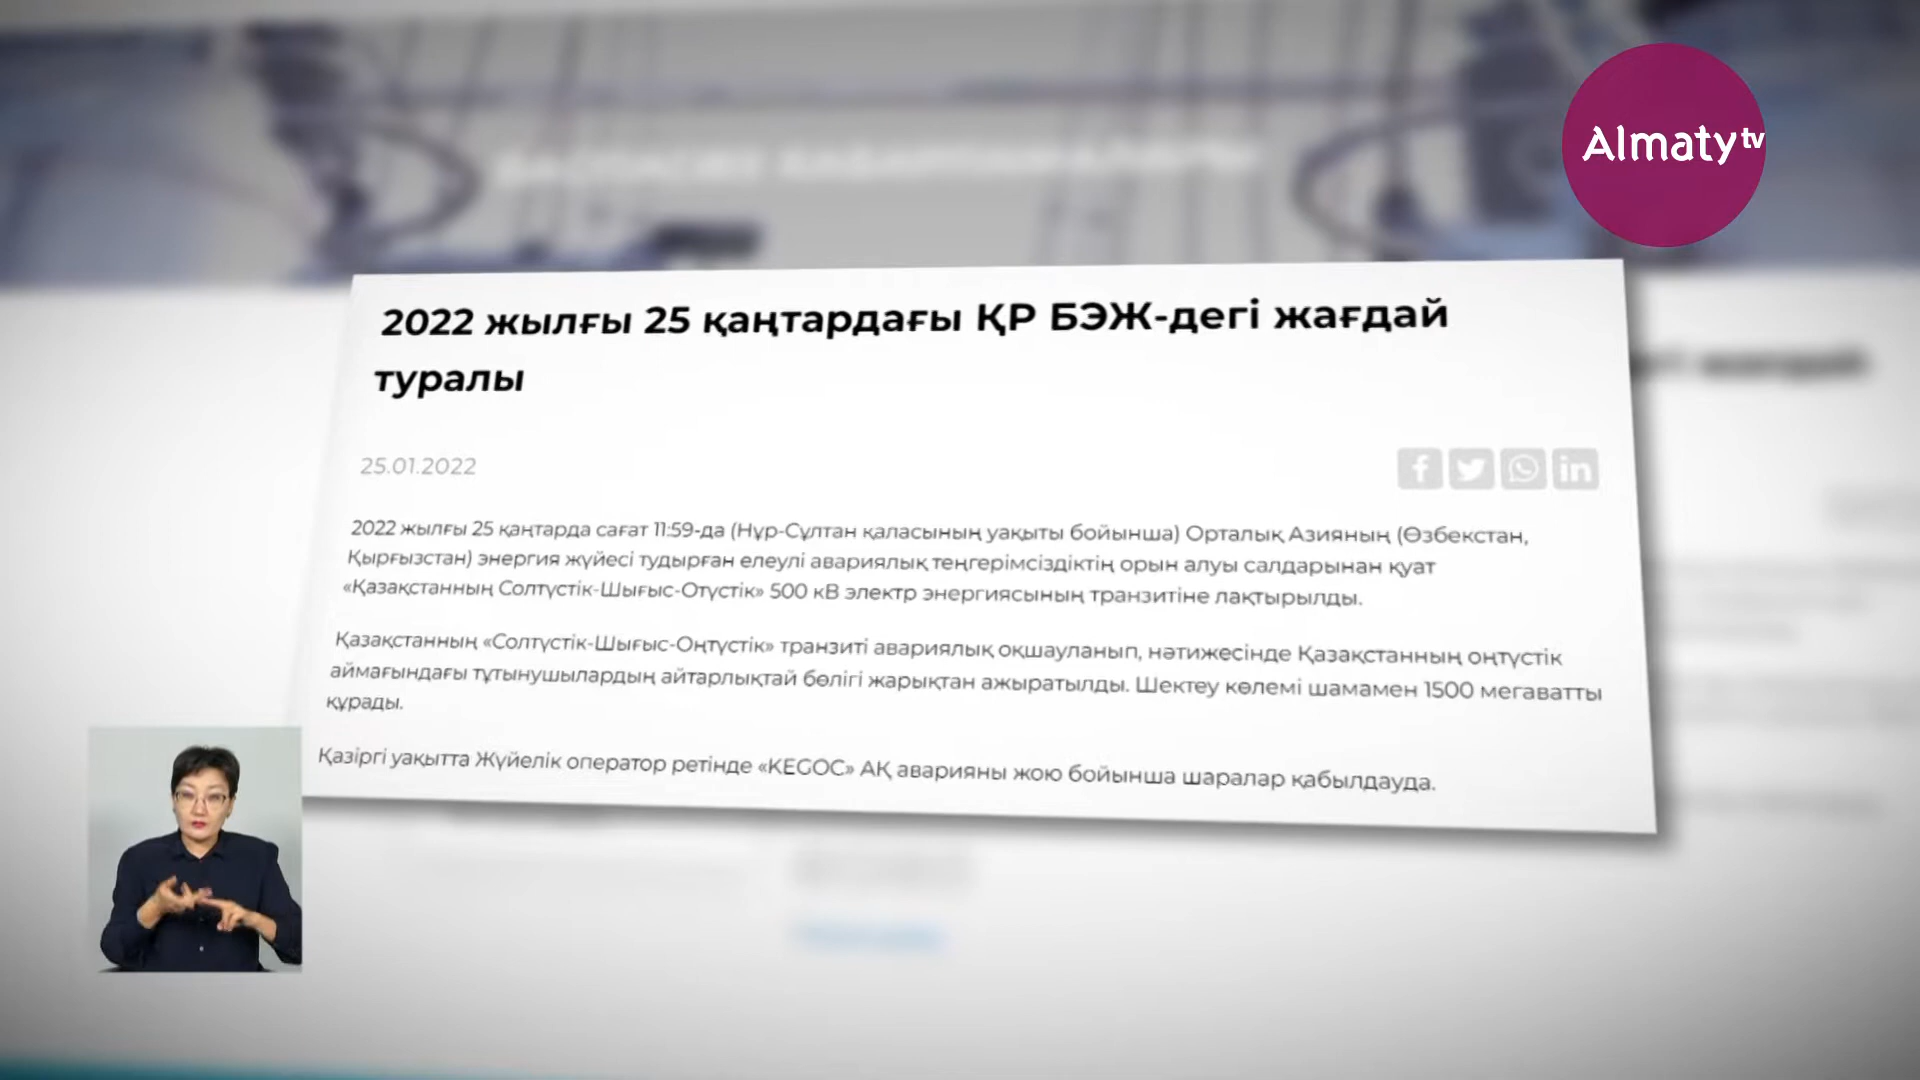 Almaty tv
2022 жылғы 25 қаңтардағы ҚР БЭЖ-дегі жағдай
туралы
25.01.2022
2022 жылғы 25 қаңтарда сағат 11:59-да (Нұр-Сұлтан қаласының уақыты бойынша) Орталық Азияның (Өзбекстан,
Қырғызстан) энергия жүйесі тудырған елеулі авариялық теңгерімсіздіктің орын алуы салдарынан қуат
«Қазақстанның Солтүстік-Шығыс-Отүстік» 500 кВ электр энергиясының транзитіне лақтырылды.
Қазақстанның «Солтүстік-Шығыс-Оңтүстік» транзиті авариялық оқшауланып, нәтижесінде Қазақстанның оңтүстік
аймағындағы тұтынушылардың айтарлықтай бөлігі жарықтан ажыратылды. Шектеу көлемі шамамен 1500 мегаватты
құрады.
Қазіргі уақытта Жүйелік оператор ретінде «KEGOC» АҚ аварияны жою бойынша шаралар қабылдауда.